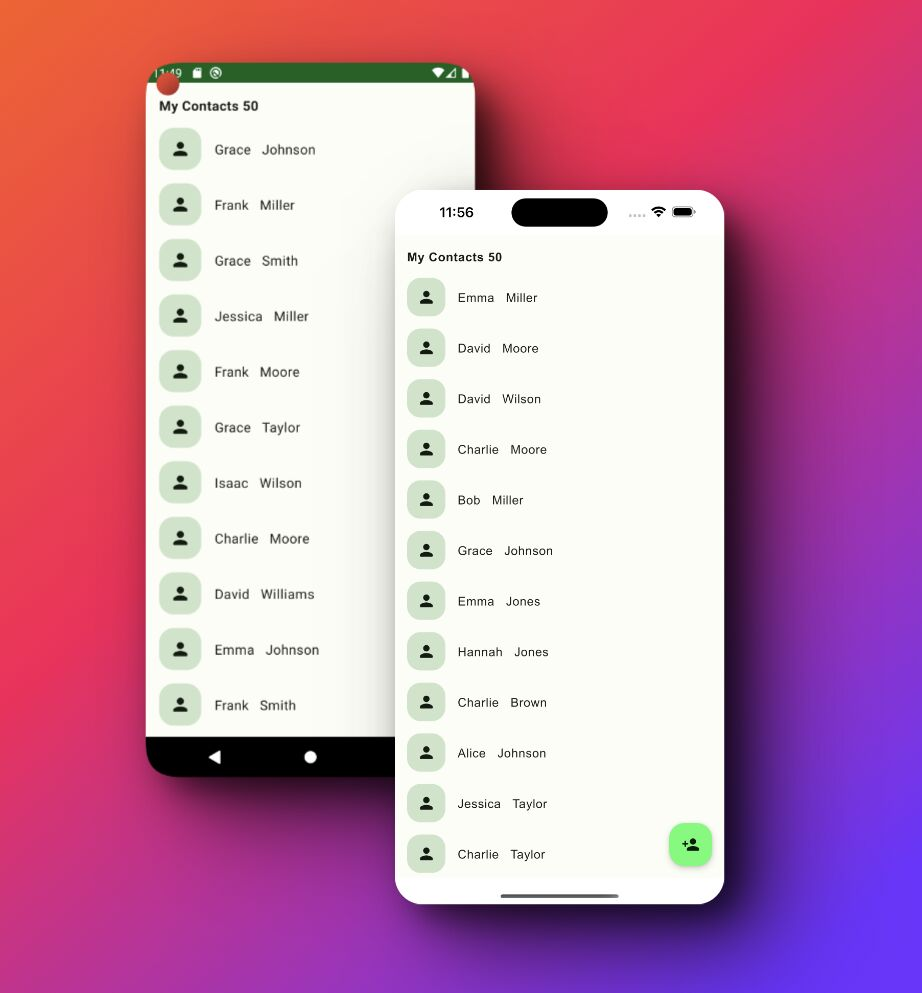 11:49
My Contacts 50
Grace Johnson
Frank Miller
Grace Smith
Jessica Miller
Frank Moore
Grace Taylor
Isaac Wilson
Charlie Moore
David Williams
Emma Johnson
Frank Smith
11:56
My Contacts 50
Emma Miller
David Moore
David Wilson
Charlie Moore
Bob Miller
Grace Johnson
Emma Jones
Hannah Jones
Charlie Brown
Alice Johnson
Jessica Taylor
Charlie Taylor